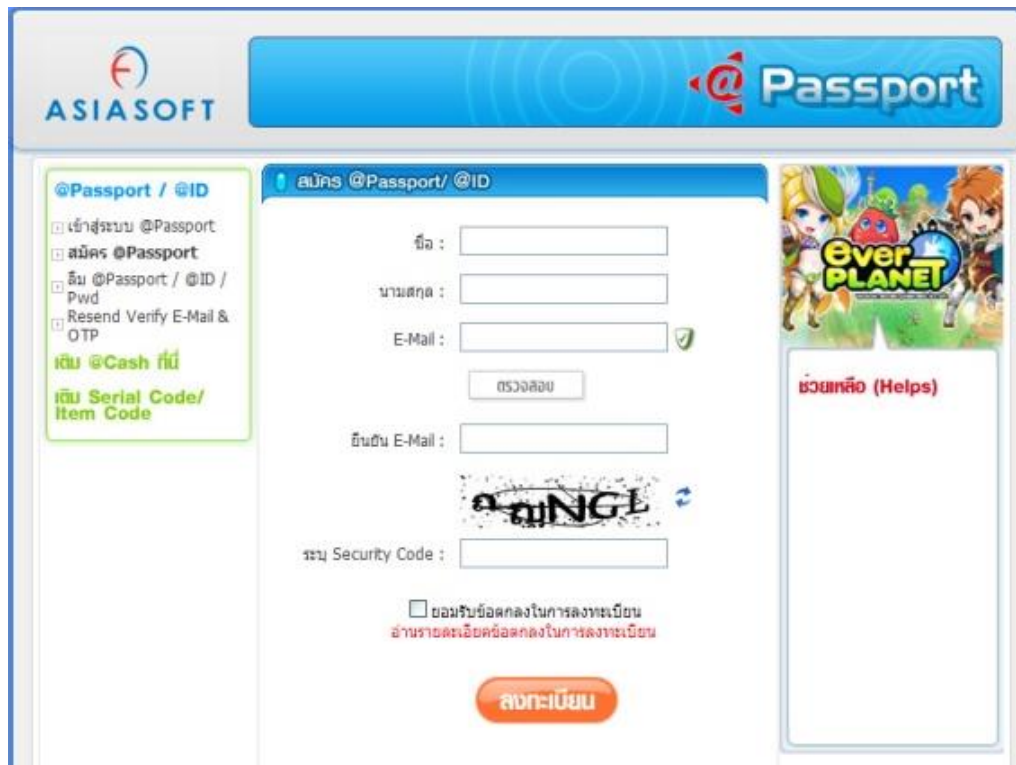 ASIASOFT
@ Passport
@Passport / @ID
เข้าสู่ระบบ @Passport
สมัคร @Passport
ลืม @Passport / @ID /
Pwd
Resend Verify E-Mail &
OTP
เติม @Cash ที่นี่
เติม Serial Code/
Item Code
สมัคร @Passport/ @ID
ชื่อ :
นามสกุล :
E-Mail :
ตรวจสอบ
ยืนยัน E-Mail :
ระบุ Security Code :
ยอมรับข้อตกลงในการลงทะเบียน
อ่านรายละเอียดข้อตกลงในการลงทะเบียน
ลงทะเบียน
ever
PLANET
ช่วยเหลือ (Helps)